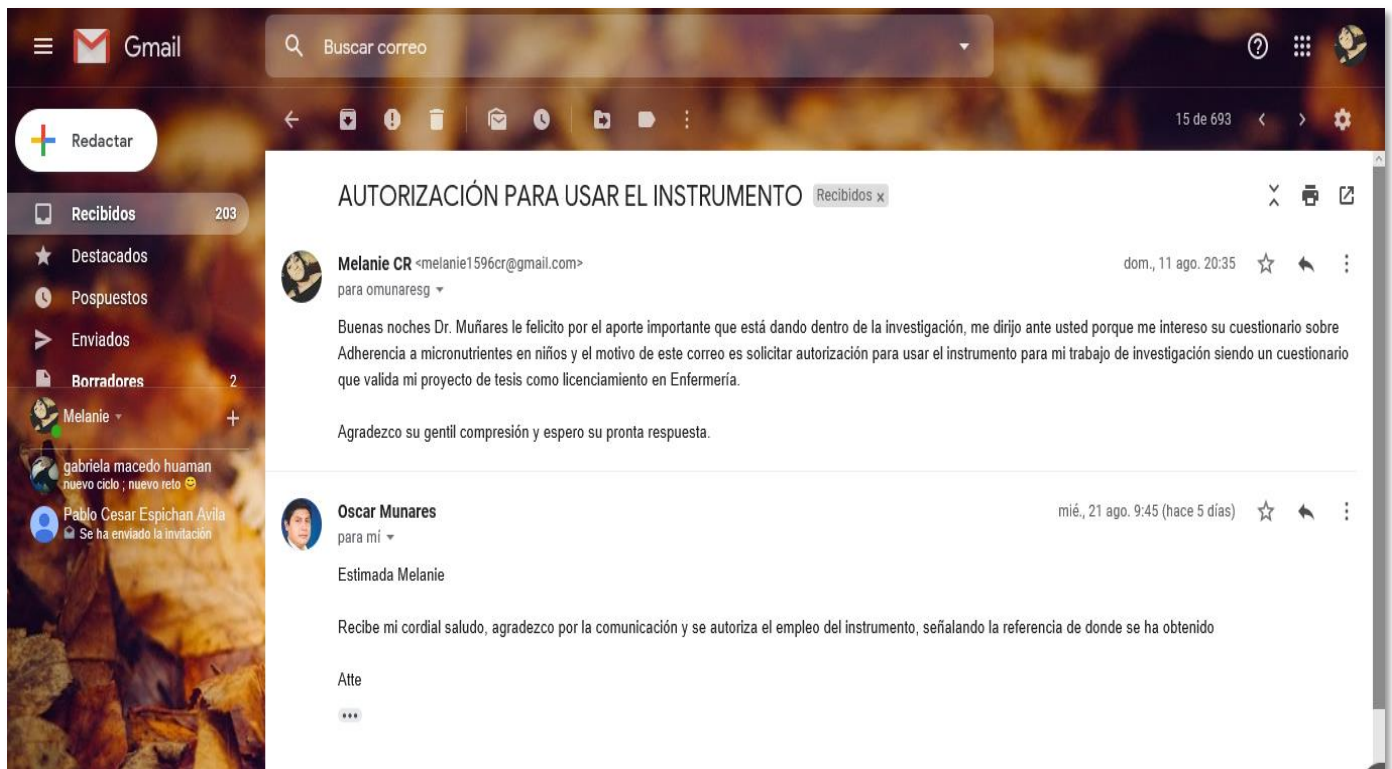 Gmail
Buscar correo
Redactar
15 de 693
Recibidos 203
Destacados
Pospuestos
Enviados
Borradores 2
Melanie
gabriela macedo huaman
nuevo ciclo ; nuevo reto 😊
Pablo Cesar Espichan Avila
Se ha enviado la invitación
AUTORIZACIÓN PARA USAR EL INSTRUMENTO Recibidos x
Melanie CR <melanie1596cr@gmail.com> dom., 11 ago. 20:35
para omunaresg
Buenas noches Dr. Muñares le felicito por el aporte importante que está dando dentro de la investigación, me dirijo ante usted porque me intereso su cuestionario sobre
Adherencia a micronutrientes en niños y el motivo de este correo es solicitar autorización para usar el instrumento para mi trabajo de investigación siendo un cuestionario
que valida mi proyecto de tesis como licenciamiento en Enfermería.
Agradezco su gentil compresión y espero su pronta respuesta.
Oscar Munares mié., 21 ago. 9:45 (hace 5 días)
para mí
Estimada Melanie
Recibe mi cordial saludo, agradezco por la comunicación y se autoriza el empleo del instrumento, señalando la referencia de donde se ha obtenido
Atte